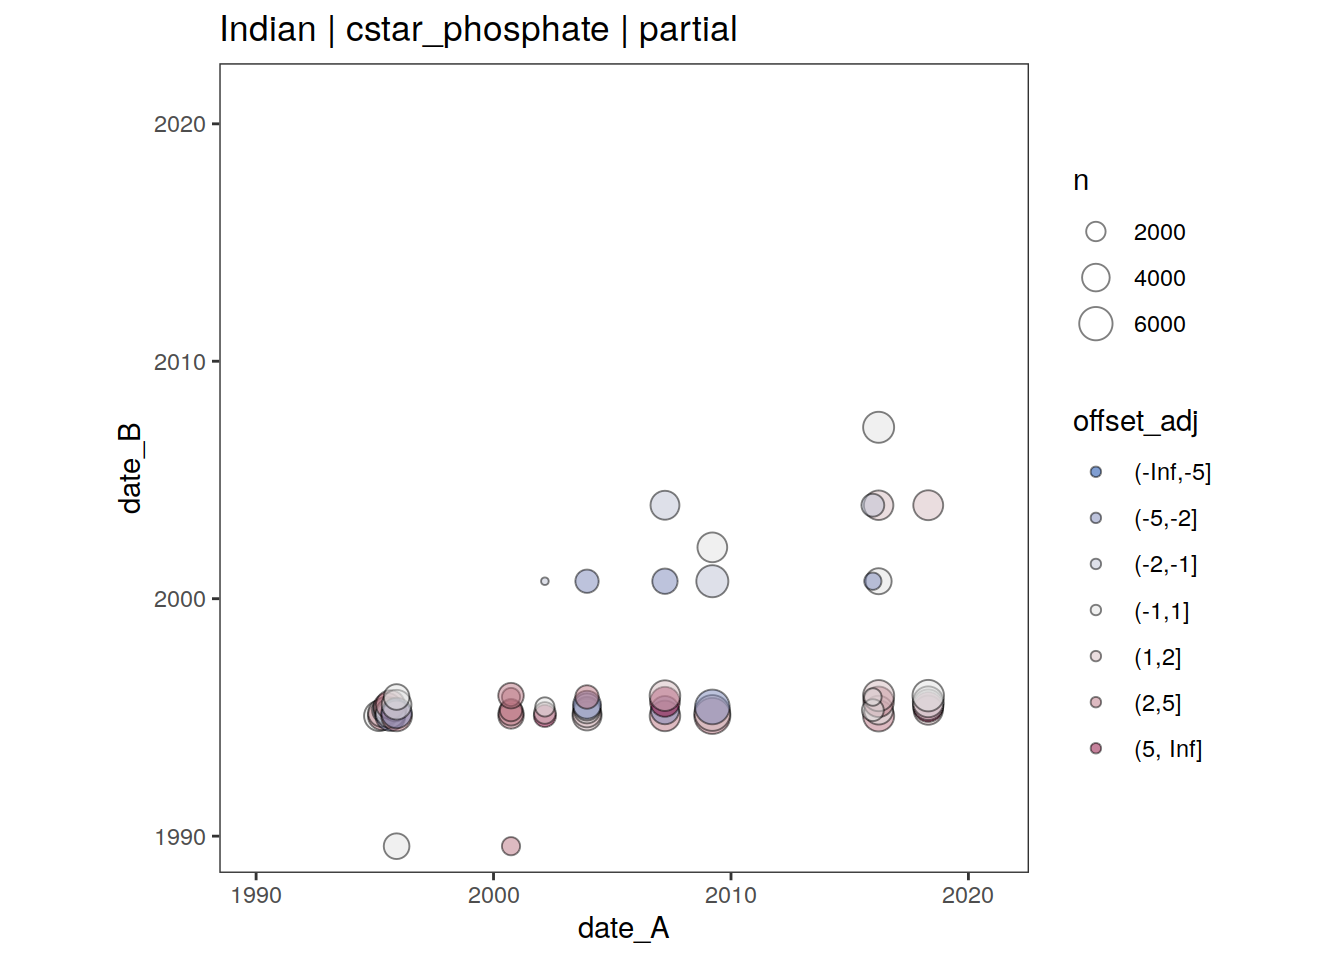 Indian | cstar_phosphate | partial
2020
2010
2000
1990
date_B
1990
2000
2010
2020
date_A
n
2000
4000
6000
offset_adj
(-Inf,-5]
(-5,-2]
(-2,-1]
(-1,1]
(1,2]
(2,5]
(5, Inf]